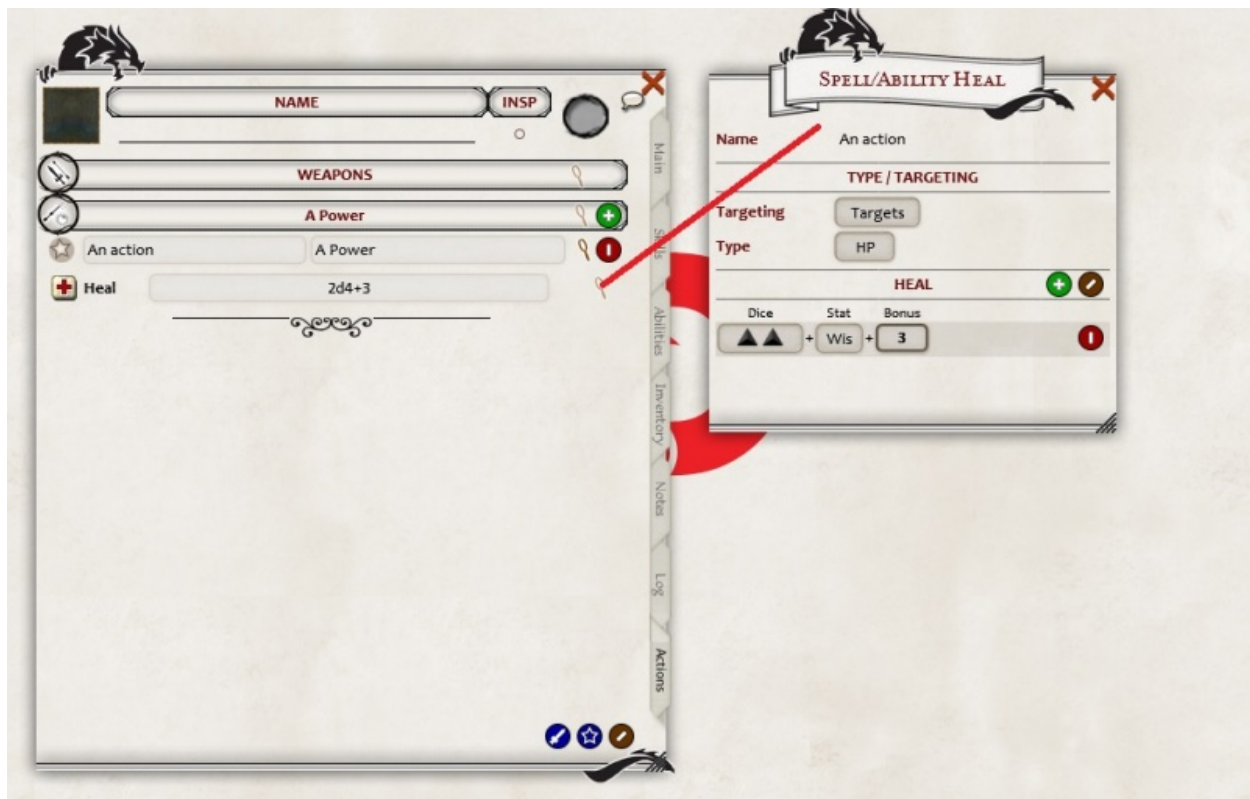 NAME
INSP
WEAPONS
A Power
An action
A Power
Heal
2d4+3
Main
Skills
Abilities
Inventory
Notes
Log
Actions
SPELL/ABILITY HEAL
Name An action
TYPE / TARGETING
Targeting Targets
Type HP
HEAL
Dice Stat Bonus
+ Wis + 3